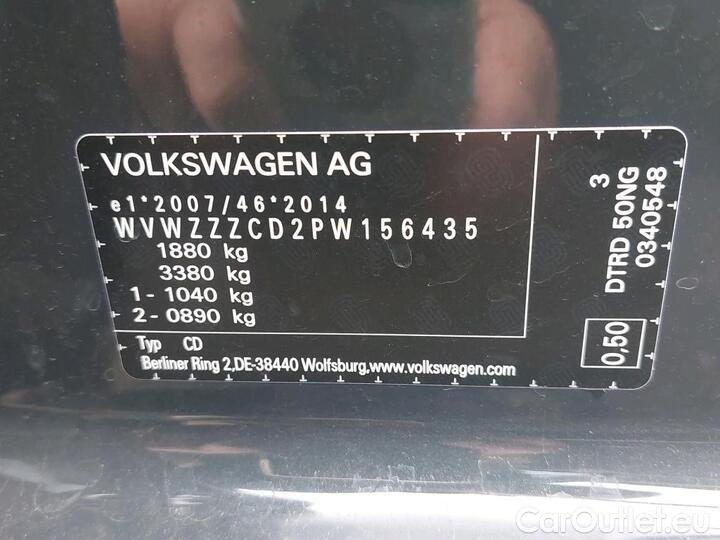 VOLKSWAGEN AG
e1*2007/46*2014
WVWZZZCD2PW156435
1880 kg
3380 kg
1- 1040 kg
2- 0890 kg
Typ CD
Berliner Ring 2,DE-38440 Wolfsburg,www.volkswagen.com
3
DTRD 50NG
0340548
0,50
CarOutlet.eu